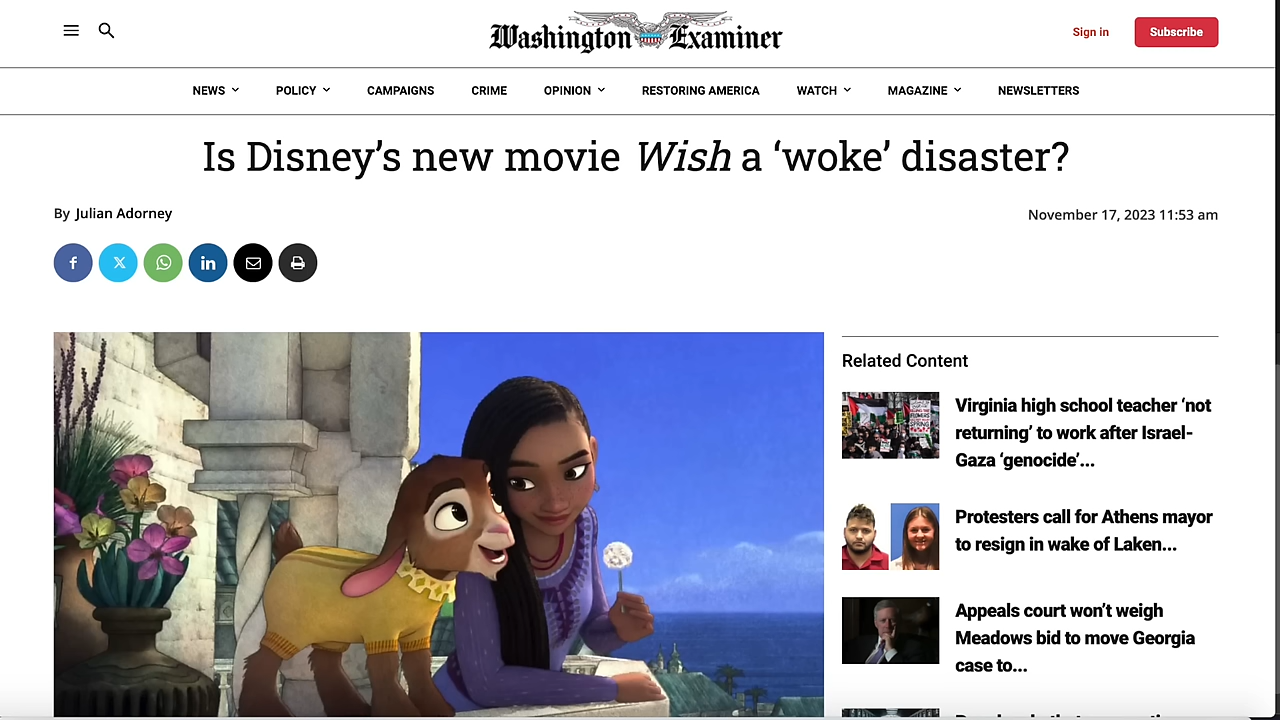 Washington Examiner
Sign in
Subscribe
NEWS
POLICY
CAMPAIGNS
CRIME
OPINION
RESTORING AMERICA
WATCH
MAGAZINE
NEWSLETTERS
Is Disney’s new movie Wish a ‘woke’ disaster?
By Julian Adorney
November 17, 2023 11:53 am
Related Content
Virginia high school teacher ‘not
returning’ to work after Israel-
Gaza ‘genocide’...
Protesters call for Athens mayor
to resign in wake of Laken...
Appeals court won’t weigh
Meadows bid to move Georgia
case to...